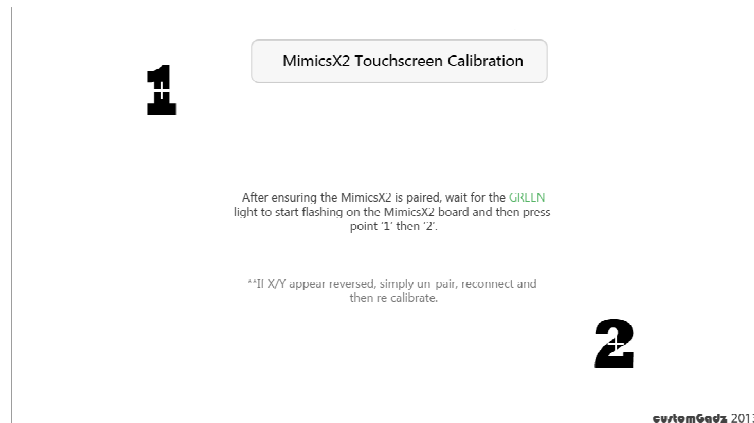 MimicsX2 Touchscreen Calibration
1
After ensuring the MimicsX2 is paired, wait for the GREEN
light to start flashing on the MimicsX2 board and then press
point '1' then '2'.
**If X/Y appear reversed, simply un pair, reconnect and
then re calibrate.
2
customGadz